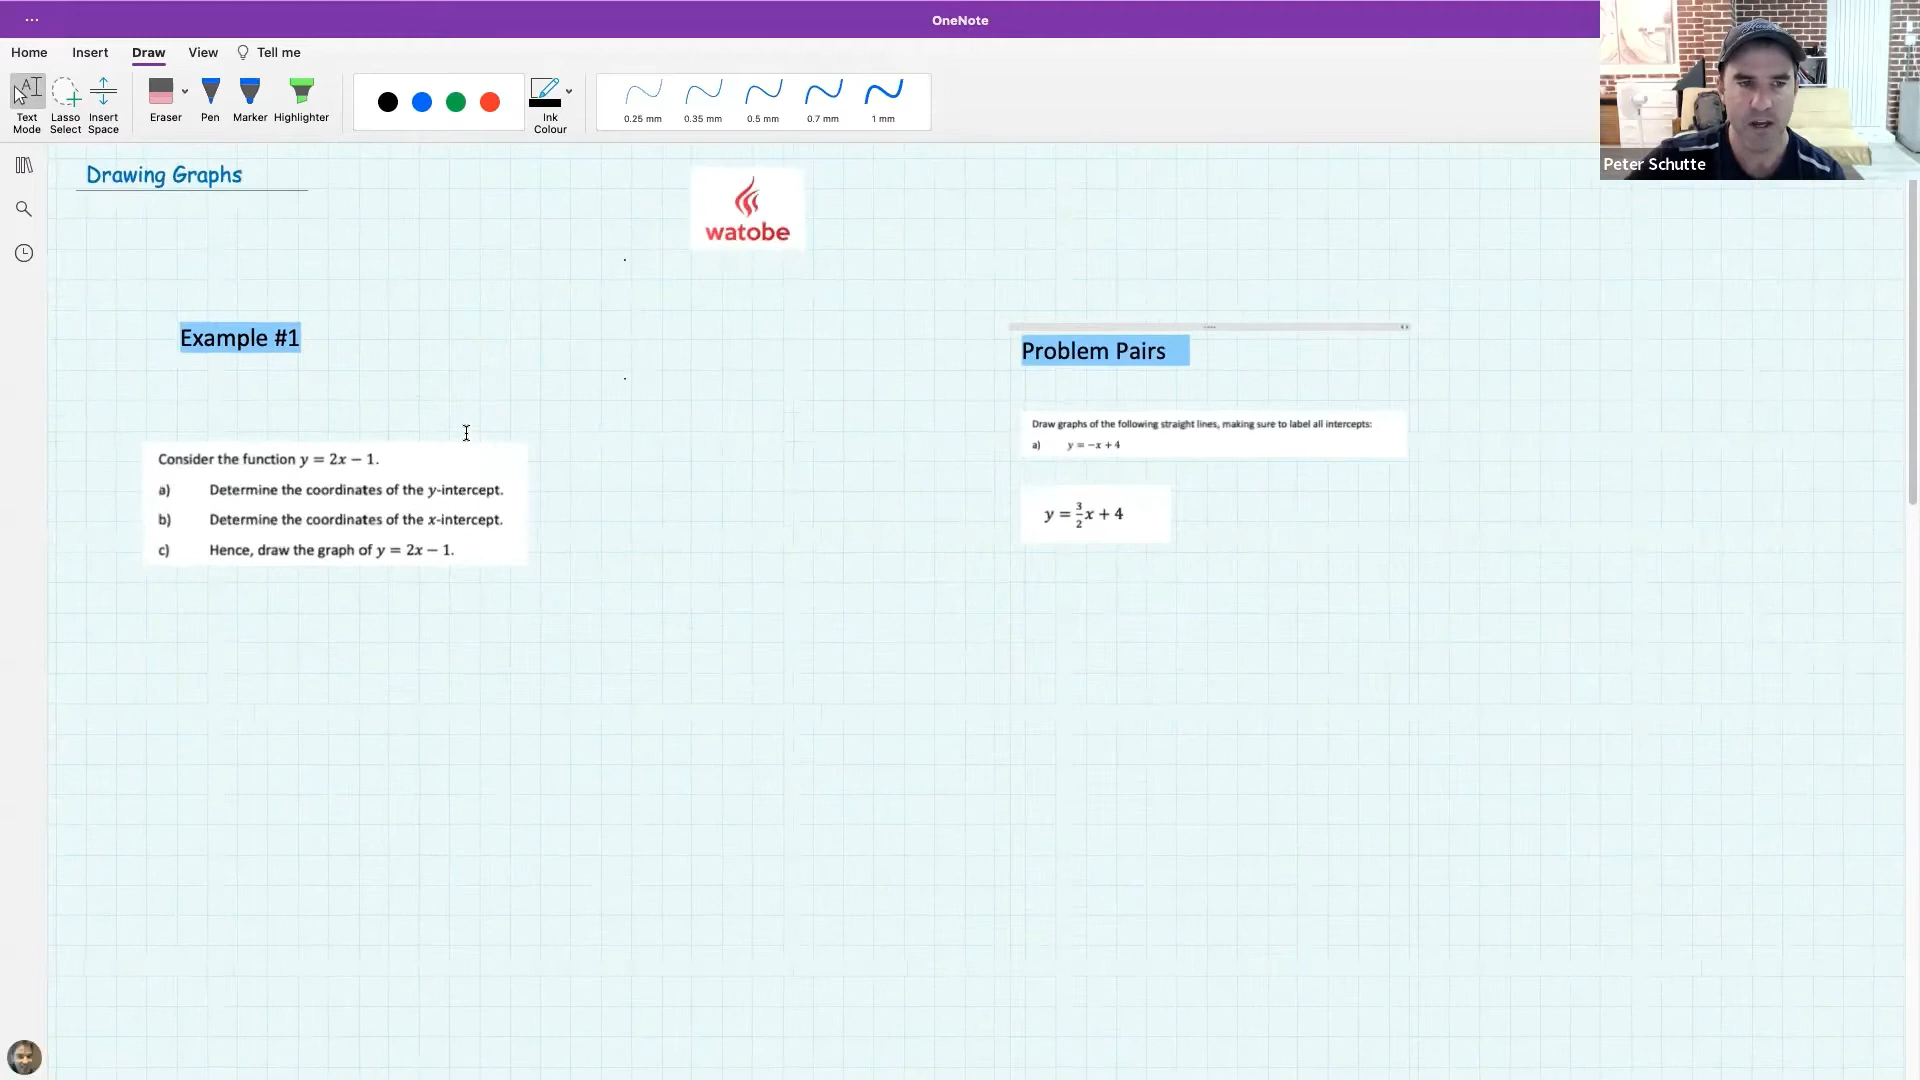 OneNote
Home Insert Draw View Tell me
Text Mode
Lasso Select
Insert Space
Eraser
Pen
Marker
Highlighter
Ink Colour
0.25 mm
0.35 mm
0.5 mm
0.7 mm
1 mm
Peter Schutte
Drawing Graphs
watobe
Example #1
Consider the function y = 2x − 1.
a) Determine the coordinates of the y-intercept.
b) Determine the coordinates of the x-intercept.
c) Hence, draw the graph of y = 2x − 1.
Problem Pairs
Draw graphs of the following straight lines, making sure to label all intercepts:
a) y = −x + 4
y = 3/2 x + 4